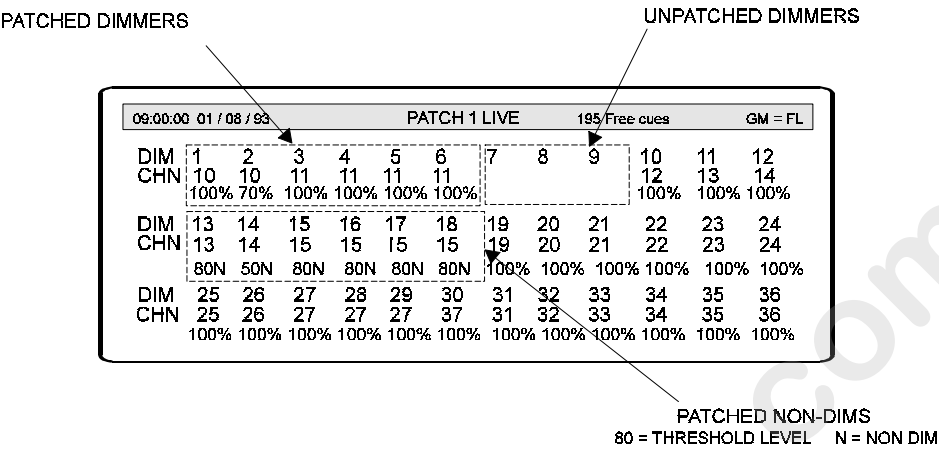 PATCHED DIMMERS
UNPATCHED DIMMERS
09:00:00 01 / 08 / 93 PATCH 1 LIVE 195 Free cues GM = FL
DIM 1 2 3 4 5 6 7 8 9 10 11 12
CHN 10 10 11 11 11 11 12 13 14
100% 70% 100% 100% 100% 100% 100% 100% 100%
DIM 13 14 15 16 17 18 19 20 21 22 23 24
CHN 13 14 15 15 15 15 19 20 21 22 23 24
80N 50N 80N 80N 80N 80N 100% 100% 100% 100% 100% 100%
DIM 25 26 27 28 29 30 31 32 33 34 35 36
CHN 25 26 27 27 27 37 31 32 33 34 35 36
100% 100% 100% 100% 100% 100% 100% 100% 100% 100% 100% 100%
PATCHED NON-DIMS
80 = THRESHOLD LEVEL N = NON DIM
com